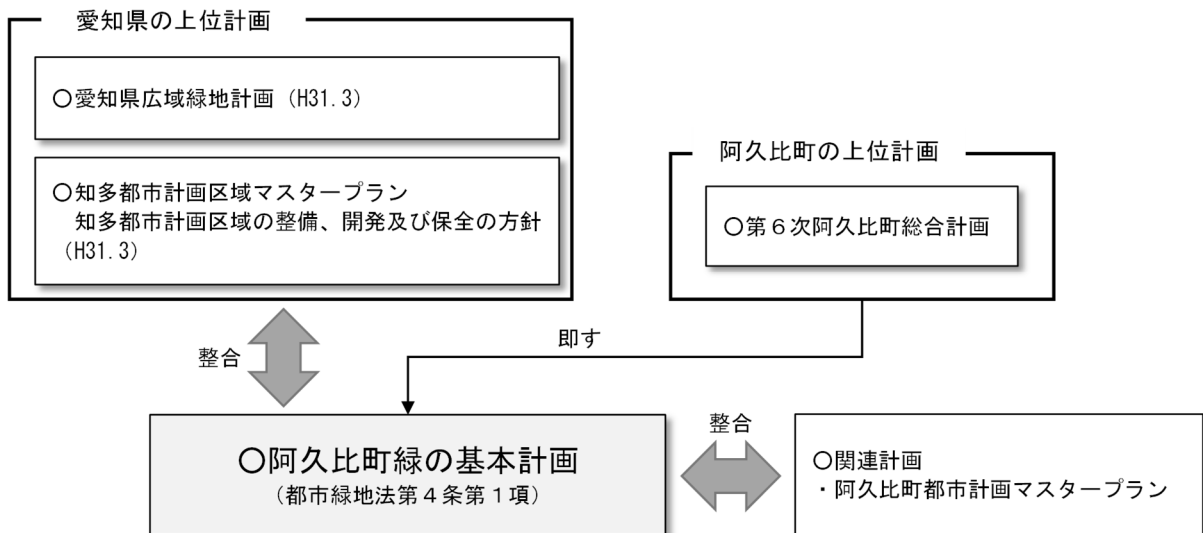 愛知県の上位計画
○愛知県広域緑地計画（H31.3）
○知多都市計画区域マスタープラン
知多都市計画区域の整備、開発及び保全の方針
（H31.3）
阿久比町の上位計画
○第６次阿久比町総合計画
整合
即す
○阿久比町緑の基本計画
（都市緑地法第４条第１項）
整合
○関連計画
・阿久比町都市計画マスタープラン